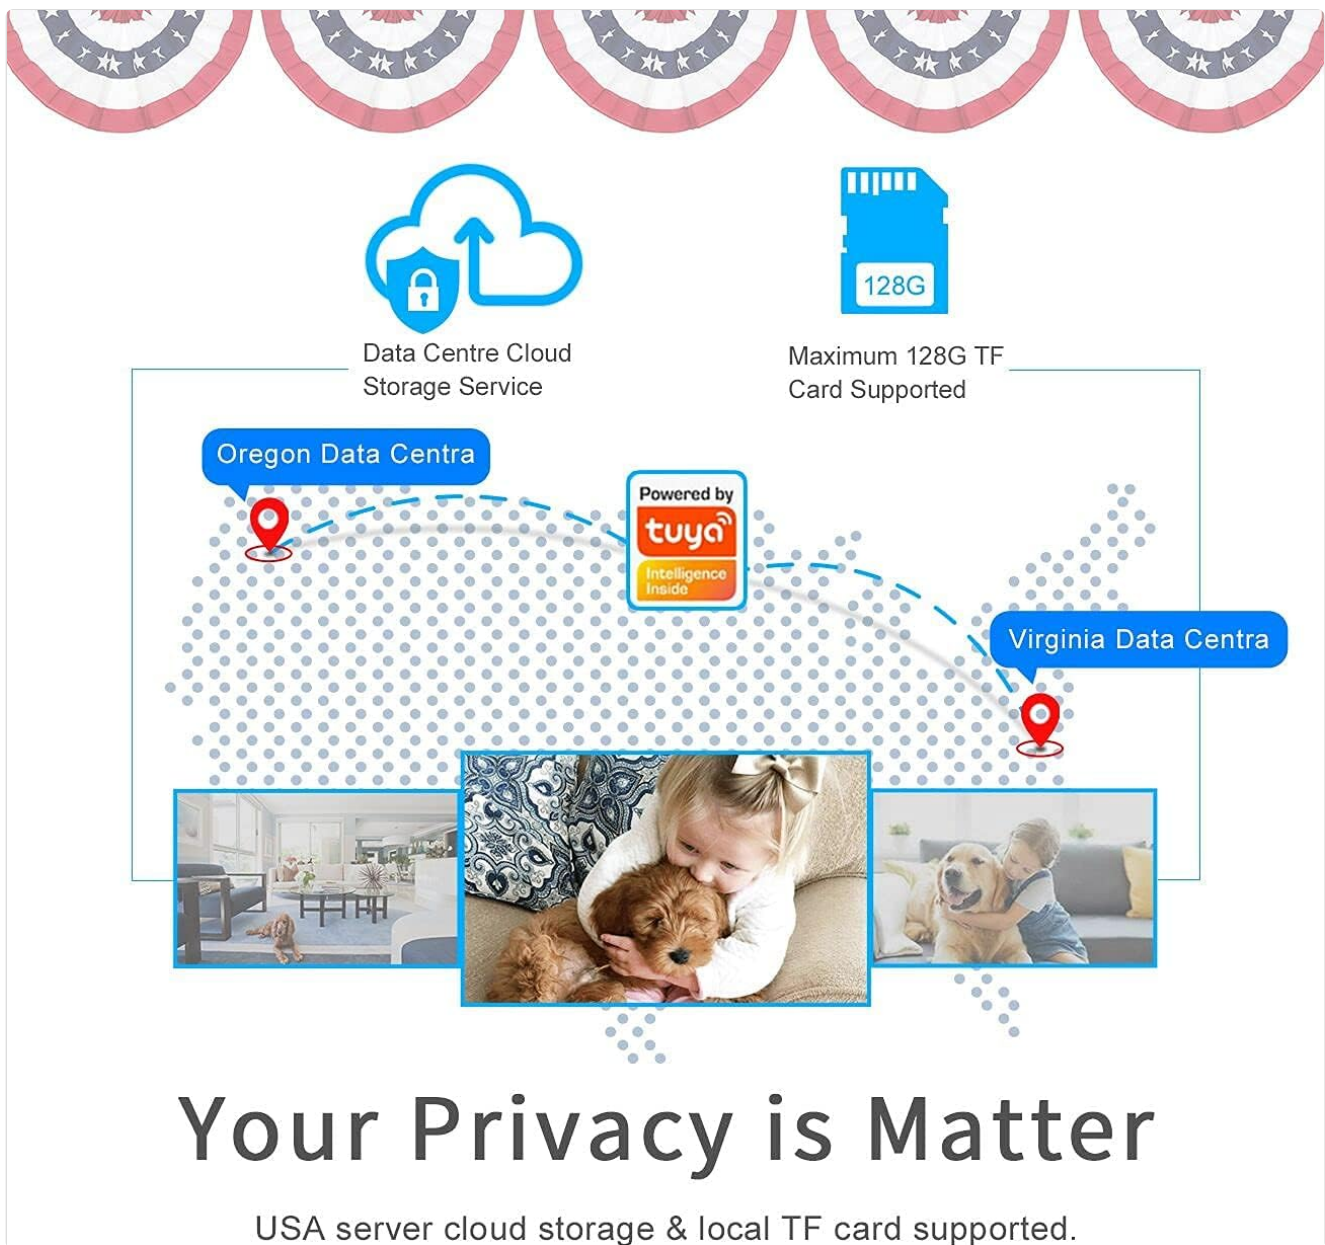 128G
Data Centre Cloud
Storage Service
Maximum 128G TF
Card Supported
Oregon Data Centra
Powered by
tuya
Intelligence
Inside
Virginia Data Centra
Your Privacy is Matter
USA server cloud storage & local TF card supported.